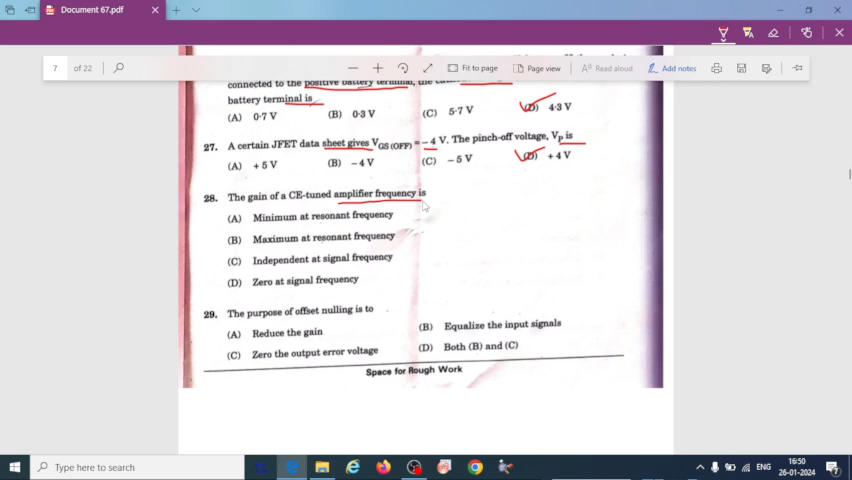 Document 67.pdf
7 of 22
Fit to page
Page view
Read aloud
Add notes
connected to the positive battery terminal, the
battery terminal is
(A) 0·7 V (B) 0·3 V (C) 5·7 V (D) 4·3 V
27. A certain JFET data sheet gives VGS (OFF) = – 4 V. The pinch-off voltage, VP is
(A) + 5 V (B) – 4 V (C) – 5 V (D) + 4 V
28. The gain of a CE-tuned amplifier frequency is
(A) Minimum at resonant frequency
(B) Maximum at resonant frequency
(C) Independent at signal frequency
(D) Zero at signal frequency
29. The purpose of offset nulling is to
(A) Reduce the gain (B) Equalize the input signals
(C) Zero the output error voltage (D) Both (B) and (C)
Space for Rough Work
Type here to search
ENG
16:50
26-01-2024
7